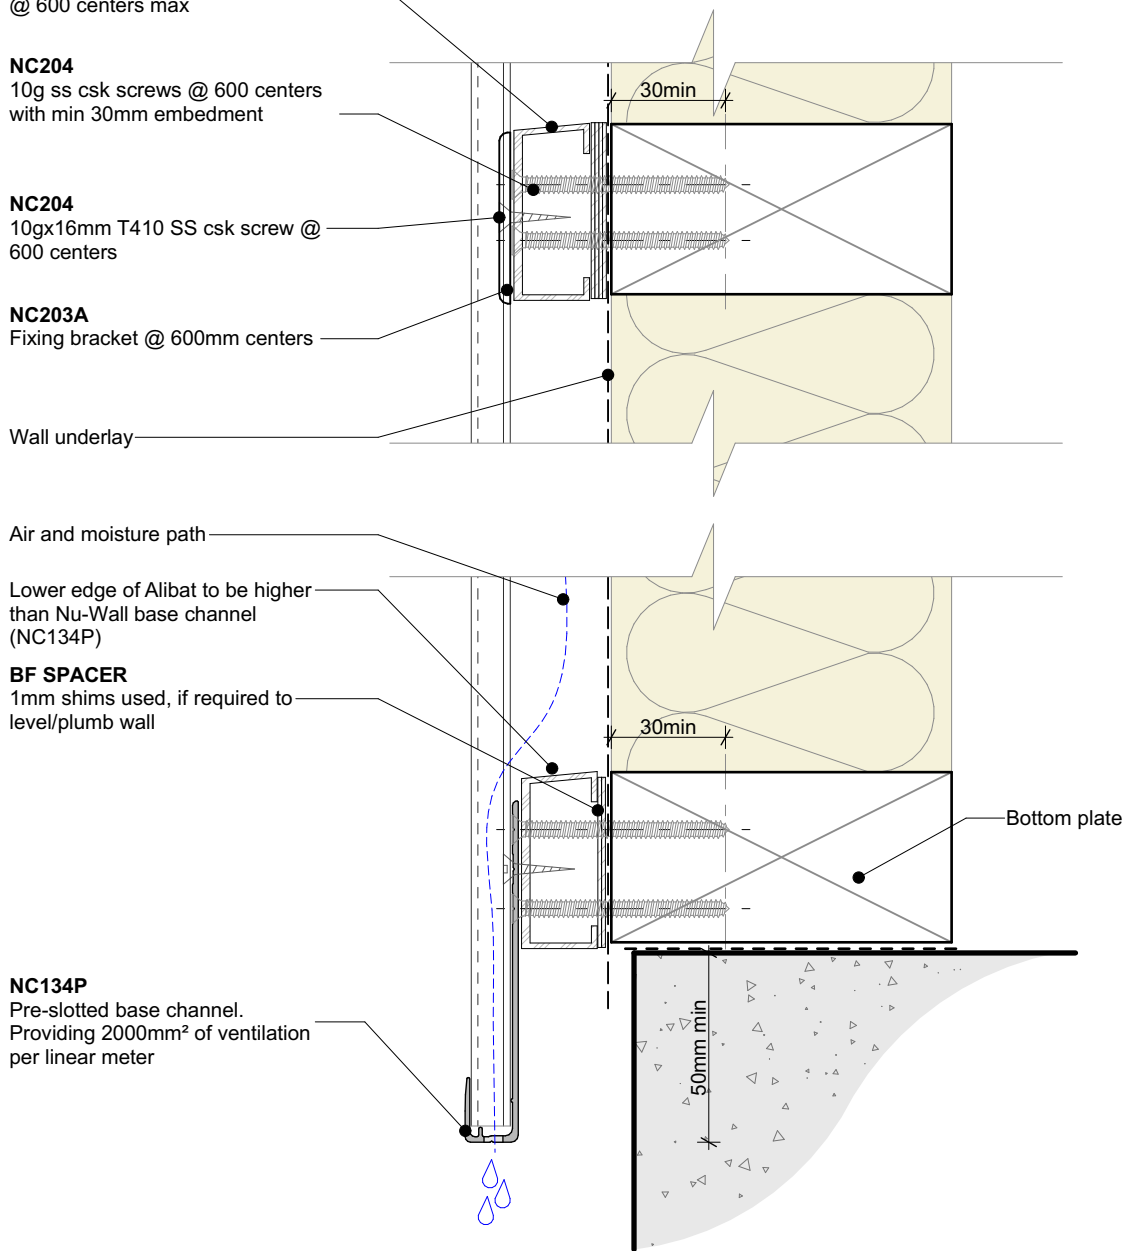 @ 600 centers max
NC204
10g ss csk screws @ 600 centers
with min 30mm embedment
30min
NC204
10gx16mm T410 SS csk screw @
600 centers
NC203A
Fixing bracket @ 600mm centers
Wall underlay
Air and moisture path
Lower edge of Alibat to be higher
than Nu-Wall base channel
(NC134P)
BF SPACER
1mm shims used, if required to
level/plumb wall
30min
Bottom plate
NC134P
Pre-slotted base channel.
Providing 2000mm² of ventilation
per linear meter
50mm min